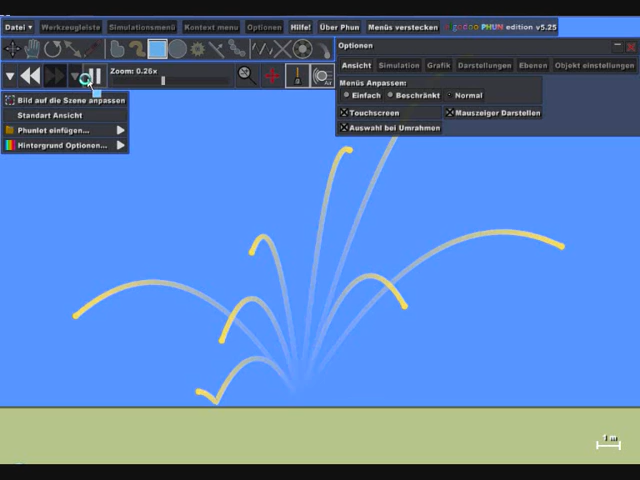 Datei Werkzeugleiste Simulationsmenü Kontext menu Optionen Hilfe! Über Phun Menüs verstecken Algodoo PHUN edition v5.25
Optionen
Zoom: 0.26x
Ansicht Simulation Grafik Darstellungen Ebenen Objekt einstellungen
Menüs Anpassen:
Einfach Beschränkt Normal
Touchscreen Mauszeiger Darstellen
Auswahl bei Umrahmen
Bild auf die Szene anpassen
Standart Ansicht
Phunlet einfügen...
Hintergrund Optionen...
1 m